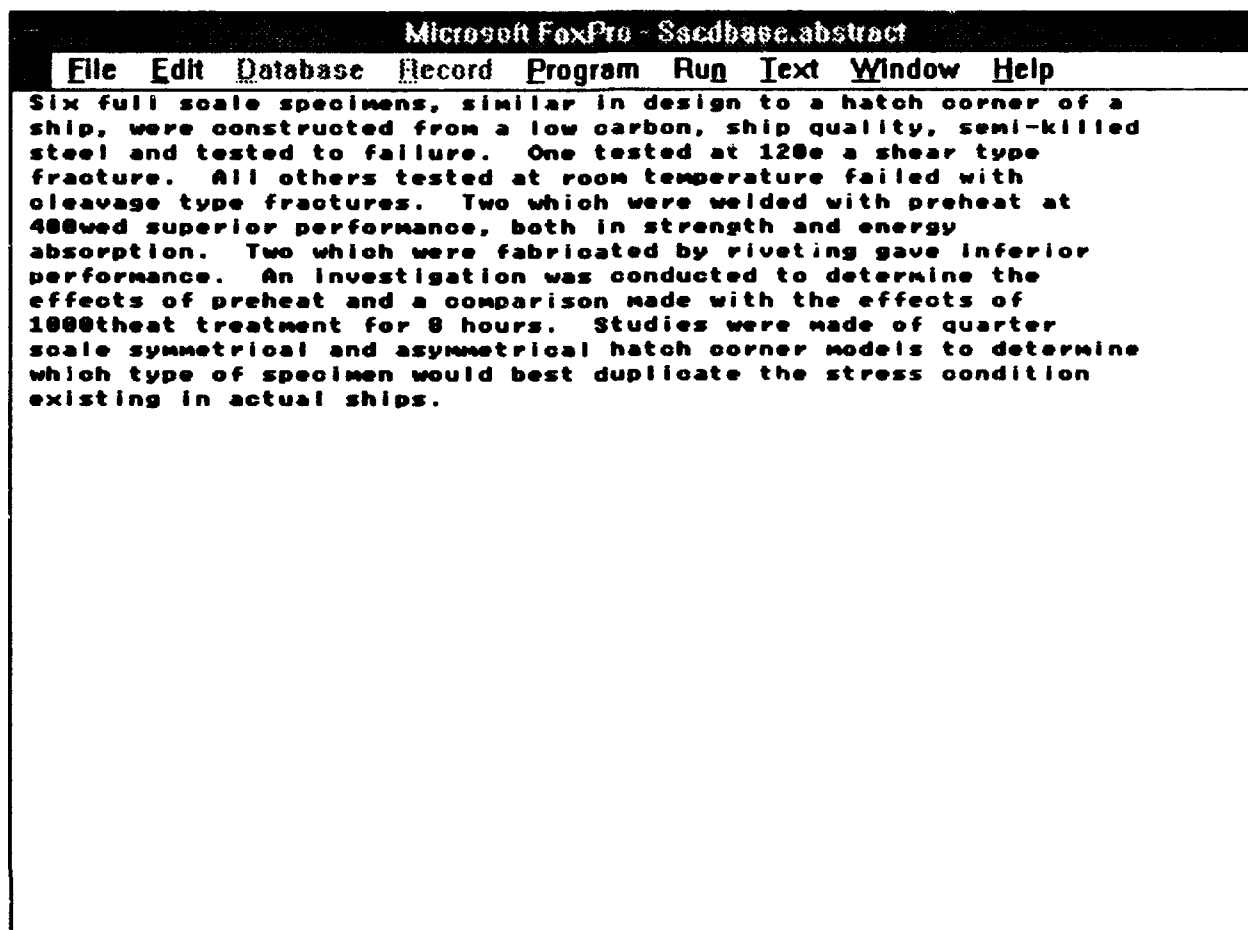 Microsoft FoxPro - Sacdbase.abstract
File Edit Database Record Program Run Text Window Help
Six full scale specimens, similar in design to a hatch corner of a
ship, were constructed from a low carbon, ship quality, semi-killed
steel and tested to failure.  One tested at 120e a shear type
fracture.  All others tested at room temperature failed with
cleavage type fractures.  Two which were welded with preheat at
400wed superior performance, both in strength and energy
absorption.  Two which were fabricated by riveting gave inferior
performance.  An investigation was conducted to determine the
effects of preheat and a comparison made with the effects of
1000theat treatment for 8 hours.  Studies were made of quarter
scale symmetrical and asymmetrical hatch corner models to determine
which type of specimen would best duplicate the stress condition
existing in actual ships.